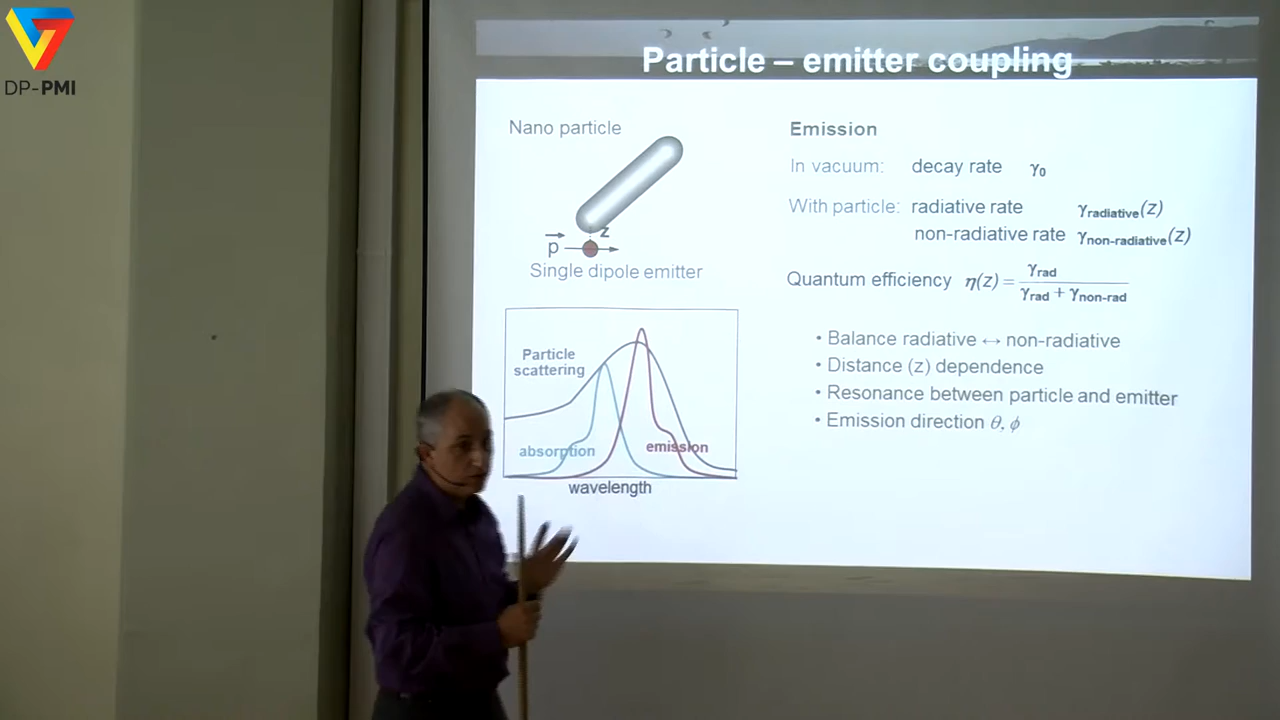 DP-PMI
Particle – emitter coupling
Nano particle
z
p
Single dipole emitter
Particle
scattering
absorption
emission
wavelength
Emission
In vacuum: decay rate γ₀
With particle: radiative rate γradiative(z)
non-radiative rate γnon-radiative(z)
Quantum efficiency η(z) = γrad / γrad + γnon-rad
• Balance radiative ↔ non-radiative
• Distance (z) dependence
• Resonance between particle and emitter
• Emission direction θ, ϕ